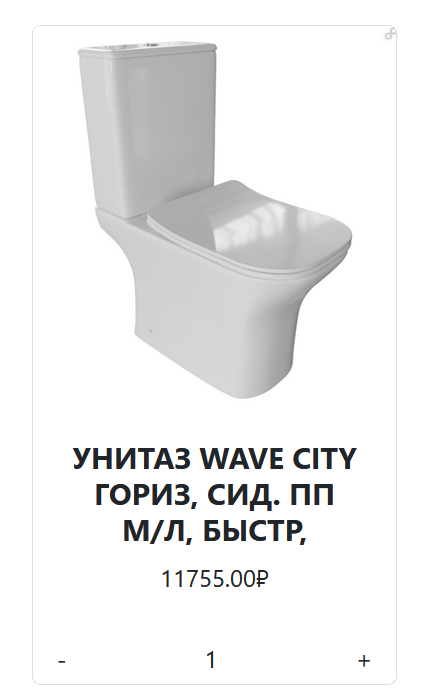 УНИТАЗ WAVE CITY
ГОРИЗ, СИД. ПП
М/Л, БЫСТР,
11755.00₽
- 1 +